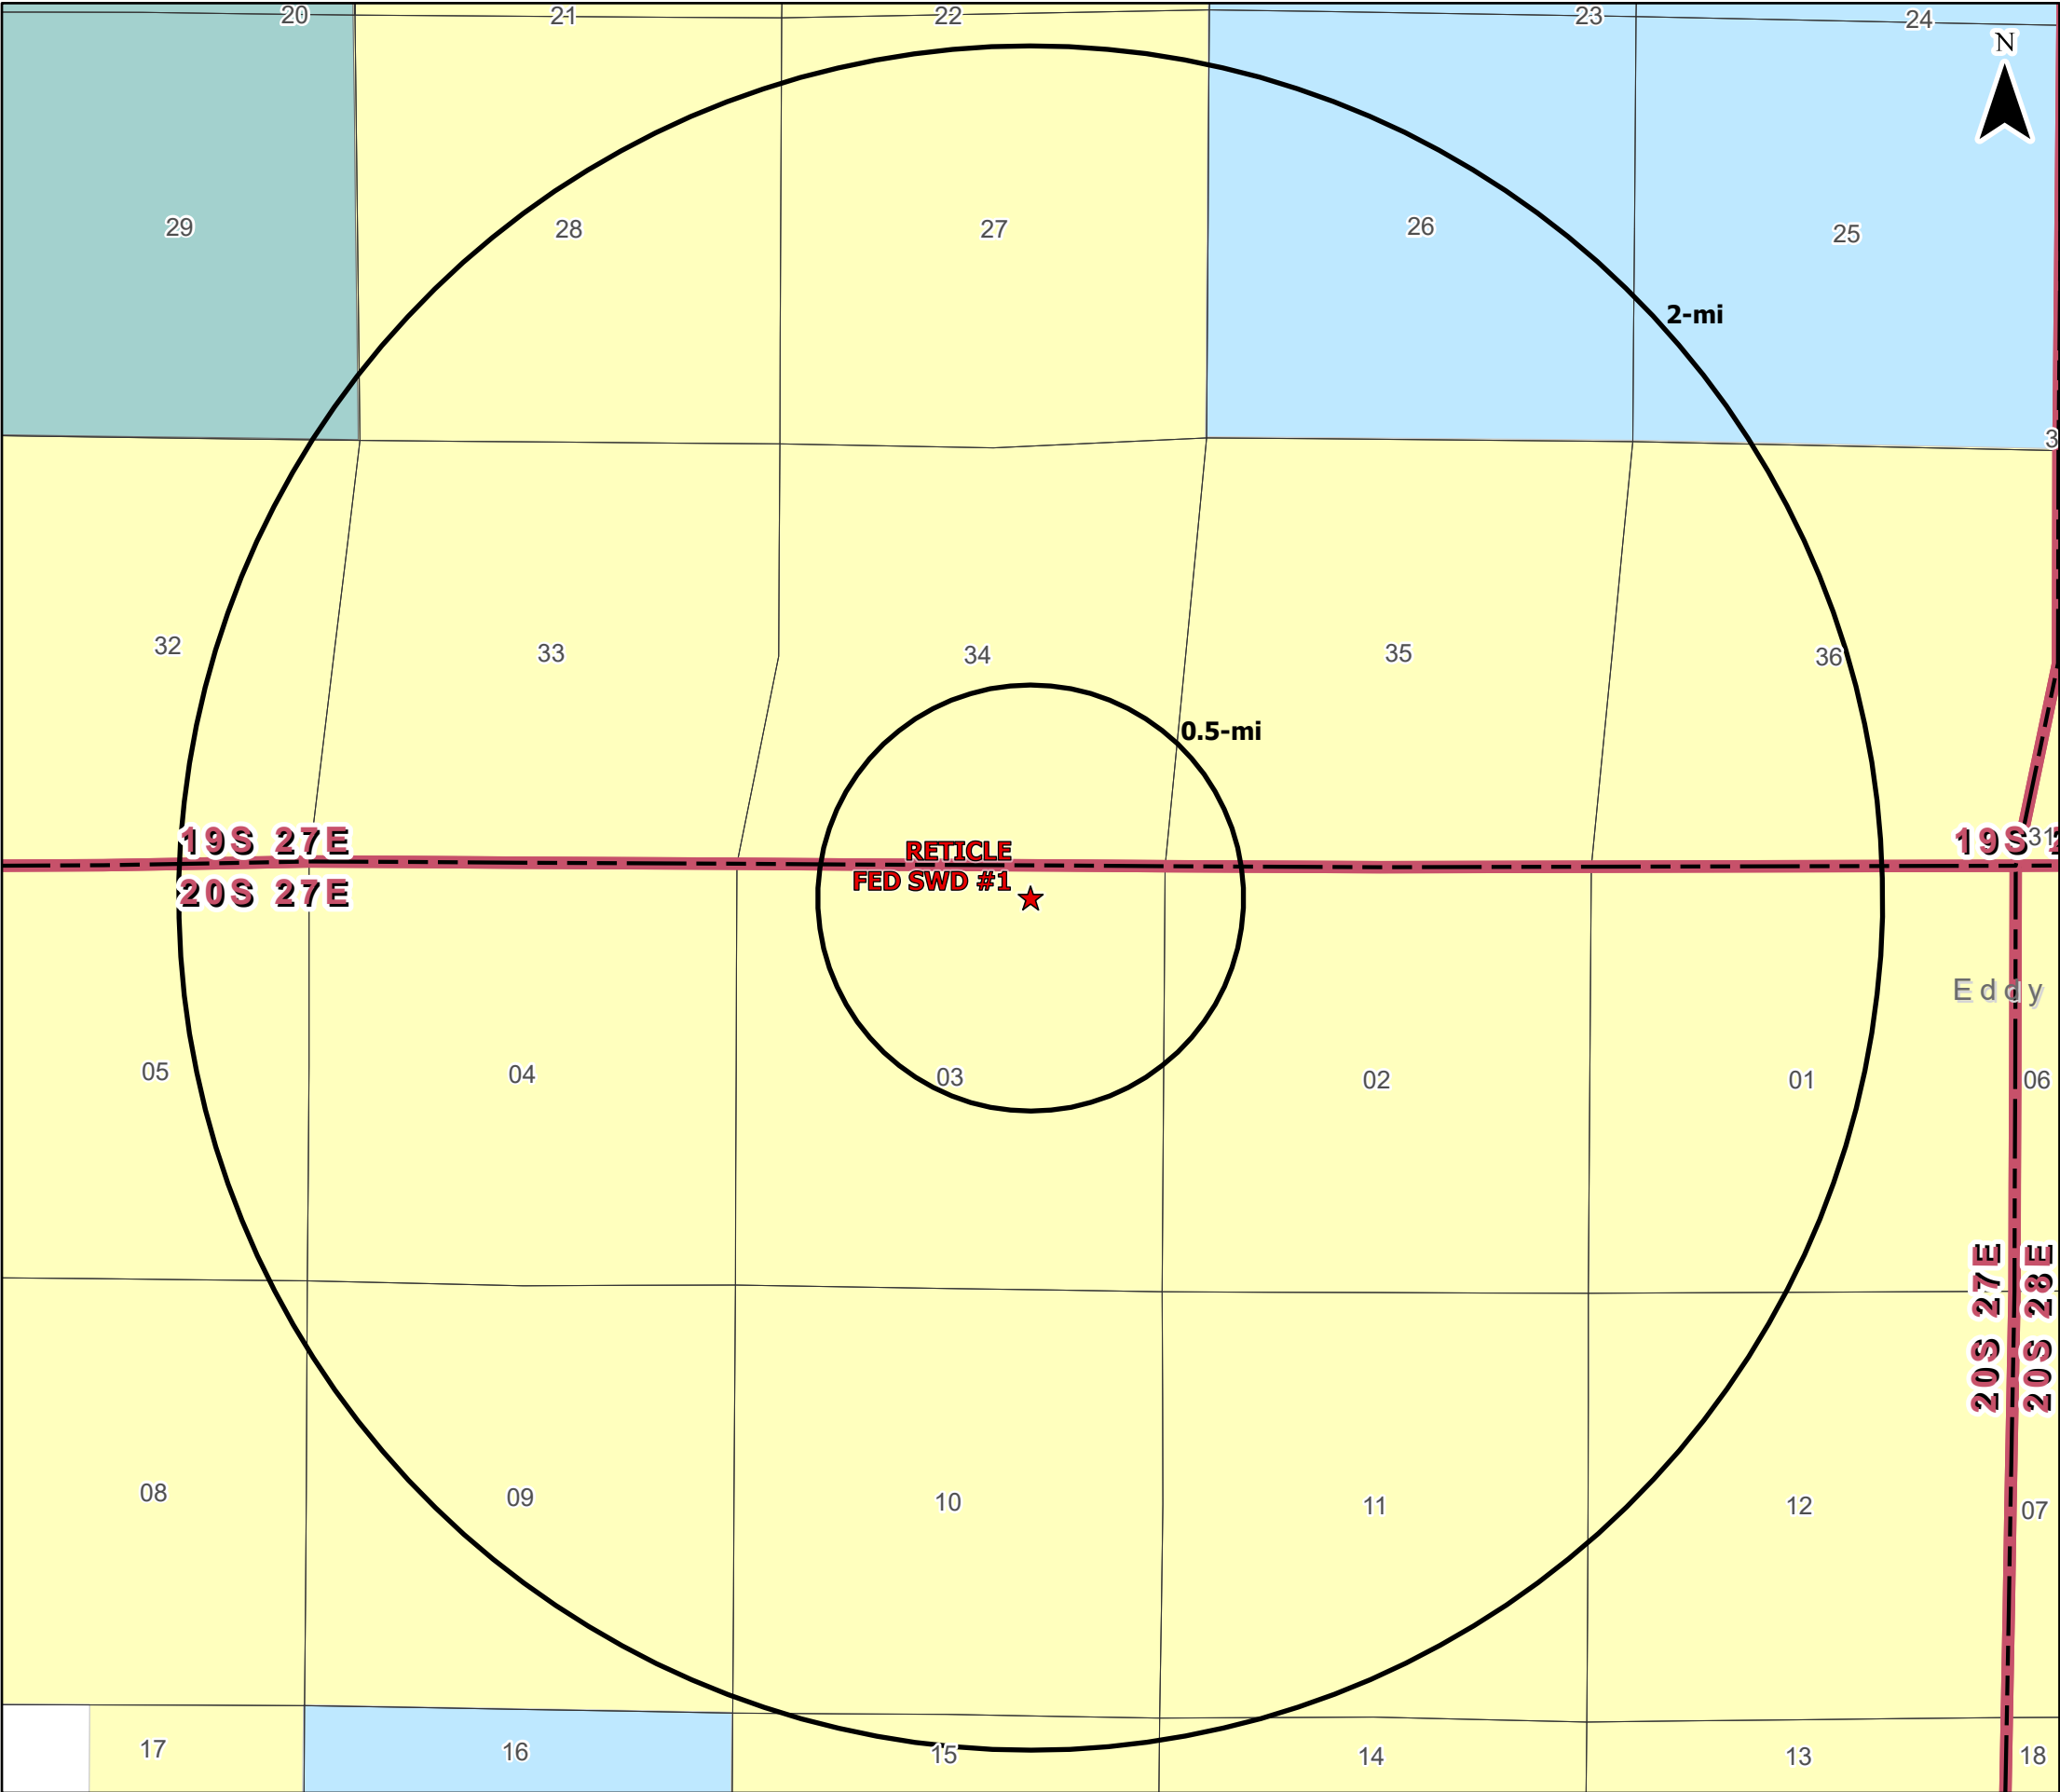 20 21 22 23 24
N
29 28 27 26 25
2-mi
32 33 34 35 36
0.5-mi
19S 27E
19S
31
RETICLE
FED SWD #1
20S 27E
Eddy
05 04 03 02 01 06
20S 27E
20S 28E
08 09 10 11 12 07
17 16 15 14 13 18